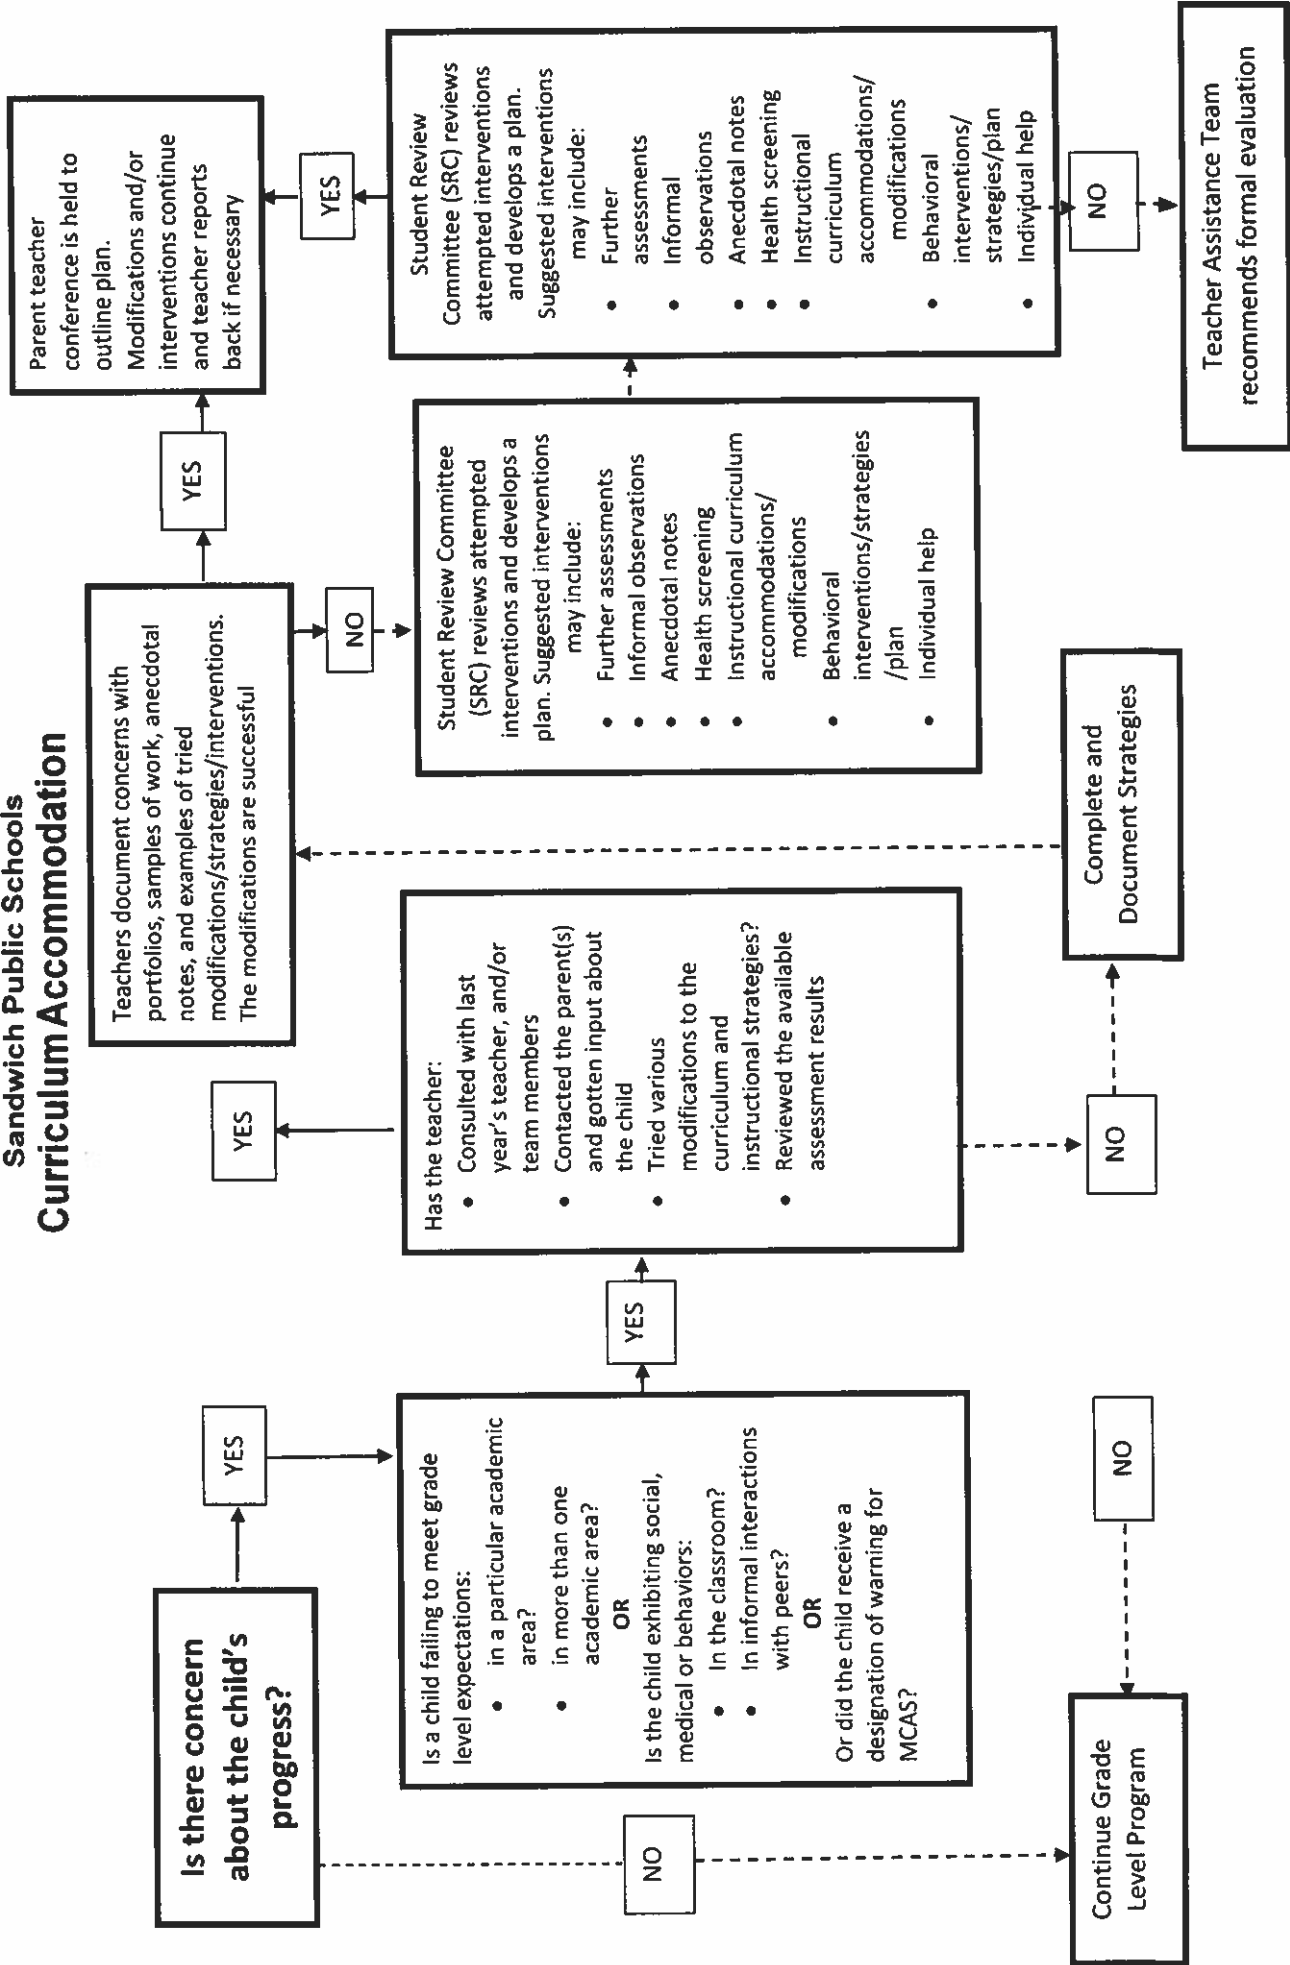 Sandwich Public Schools
Curriculum Accommodation
Is there concern
about the child's
progress?
YES
NO
Is a child failing to meet grade
level expectations:
• in a particular academic
area?
• in more than one
academic area?
OR
Is the child exhibiting social,
medical or behaviors:
• In the classroom?
• In informal interactions
with peers?
OR
Or did the child receive a
designation of warning for
MCAS?
Continue Grade
Level Program
NO
YES
Has the teacher:
• Consulted with last
year's teacher, and/or
team members
• Contacted the parent(s)
and gotten input about
the child
• Tried various
modifications to the
curriculum and
instructional strategies?
• Reviewed the available
assessment results
YES
NO
Complete and
Document Strategies
Teachers document concerns with
portfolios, samples of work, anecdotal
notes, and examples of tried
modifications/strategies/interventions.
The modifications are successful
YES
NO
Student Review Committee
(SRC) reviews attempted
interventions and develops a
plan. Suggested interventions
may include:
• Further assessments
• Informal observations
• Anecdotal notes
• Health screening
• Instructional curriculum
accommodations/
modifications
• Behavioral
interventions/strategies
/plan
• Individual help
Parent teacher
conference is held to
outline plan.
Modifications and/or
interventions continue
and teacher reports
back if necessary
YES
Student Review
Committee (SRC) reviews
attempted interventions
and develops a plan.
Suggested interventions
may include:
• Further
assessments
• Informal
observations
• Anecdotal notes
• Health screening
• Instructional
curriculum
accommodations/
modifications
• Behavioral
interventions/
strategies/plan
• Individual help
NO
Teacher Assistance Team
recommends formal evaluation